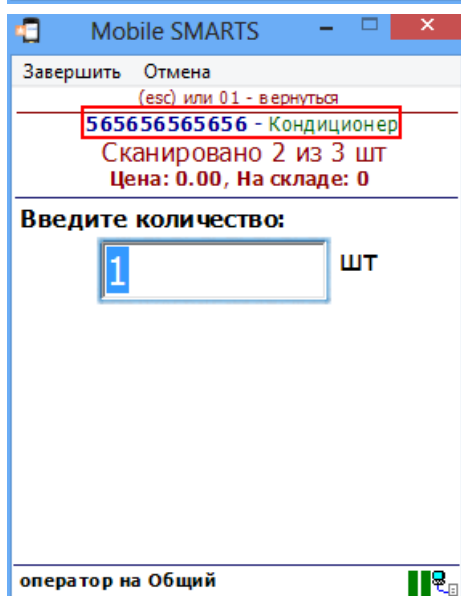 Mobile SMARTS
Завершить Отмена
(esc) или 01 - вернуться
565656565656 - Кондиционер
Сканировано 2 из 3 шт
Цена: 0.00, На складе: 0
Введите количество:
1 шт
оператор на Общий